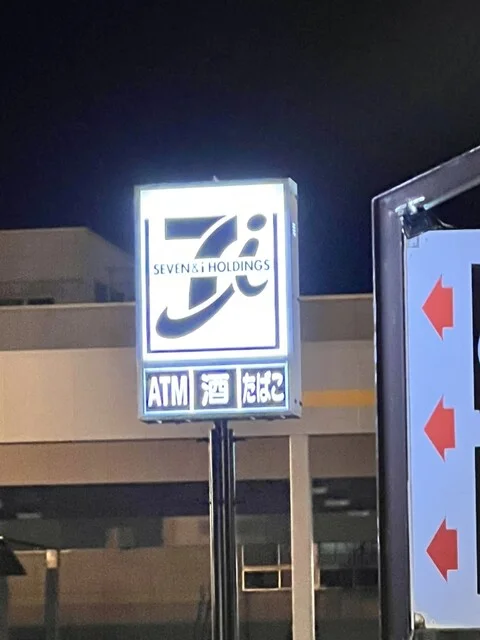 7i
SEVEN & i HOLDINGS
ATM 酒 たばこ